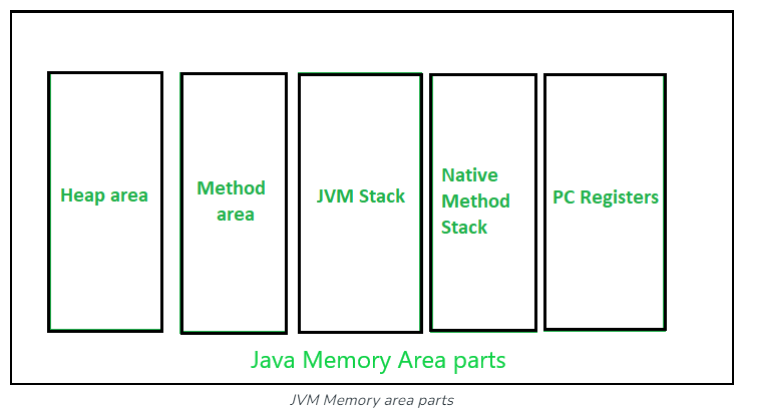 Heap area
Method
area
JVM Stack
Native
Method
Stack
PC Registers
Java Memory Area parts
JVM Memory area parts